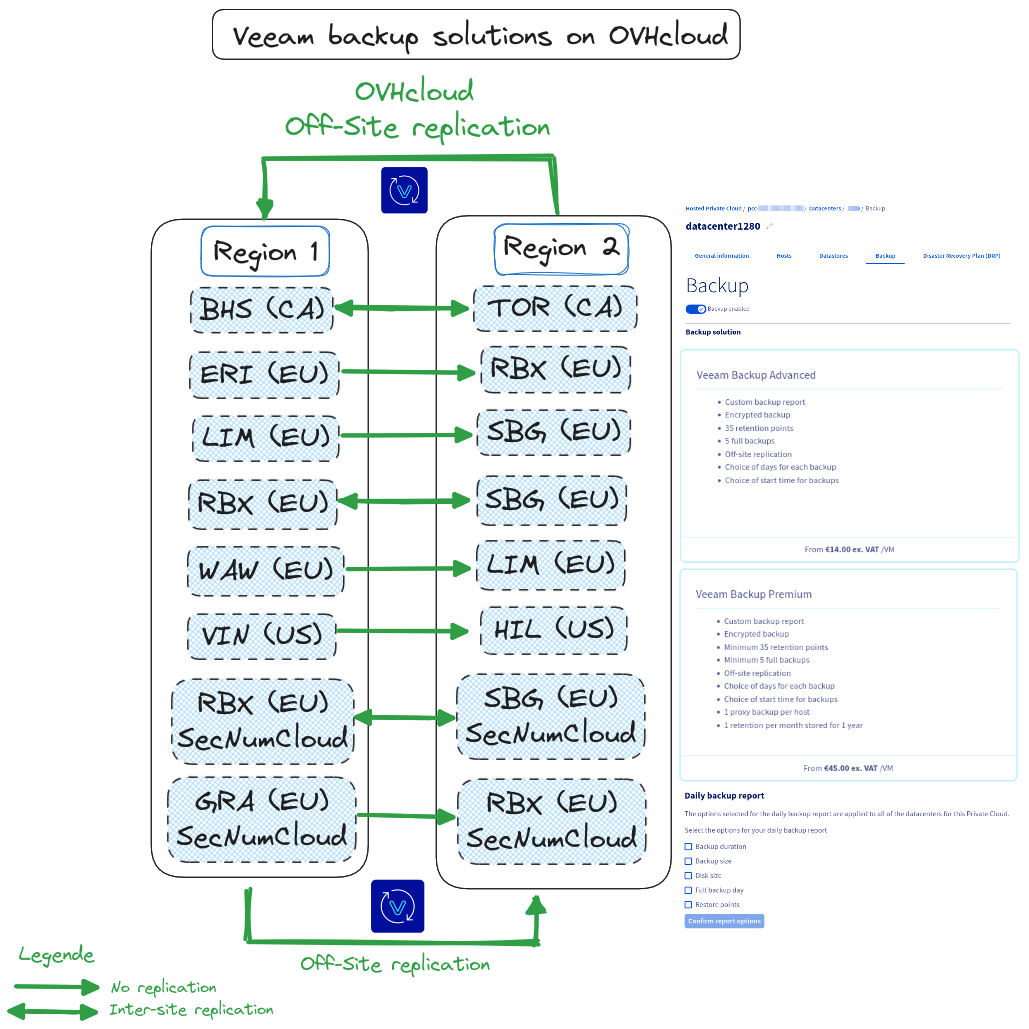 Veeam backup solutions on OVHcloud
OVHcloud
Off-Site replication
Region 1
BHS (CA)
ERI (EU)
LIM (EU)
RBX (EU)
WAW (EU)
VIN (US)
RBX (EU)
SecNumCloud
GRA (EU)
SecNumCloud
Region 2
TOR (CA)
RBX (EU)
SBG (EU)
SBG (EU)
LIM (EU)
HIL (US)
SBG (EU)
SecNumCloud
RBX (EU)
SecNumCloud
Off-Site replication
Legende
No replication
Inter-site replication
Hosted Private Cloud / pcc- / Datacenters / / Backup
datacenter1280
General information Hosts Datastores Backup Disaster Recovery Plan (DRP)
Backup
Backup enabled
Backup solution
Veeam Backup Advanced
• Custom backup report
• Encrypted backup
• 35 retention points
• 5 full backups
• Off-site replication
• Choice of days for each backup
• Choice of start time for backups
From €14.00 ex. VAT /VM
Veeam Backup Premium
• Custom backup report
• Encrypted backup
• Minimum 35 retention points
• Minimum 5 full backups
• Off-site replication
• Choice of days for each backup
• Choice of start time for backups
• 1 proxy backup per host
• 1 retention per month stored for 1 year
From €45.00 ex. VAT /VM
Daily backup report
The options selected for the daily backup report are applied to all of the datacenters for this Private Cloud.
Select the options for your daily backup report
Backup duration
Backup size
Disk size
Full backup day
Restore points
Confirm report options